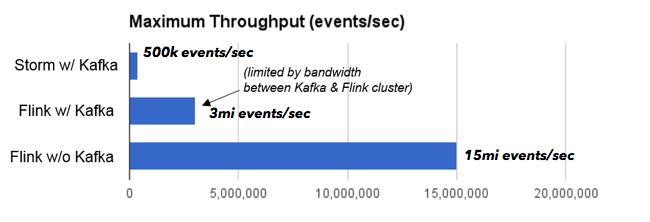 Maximum Throughput (events/sec)
Storm w/ Kafka
500k events/sec
(limited by bandwidth
between Kafka & Flink cluster)
Flink w/ Kafka
3mi events/sec
Flink w/o Kafka
15mi events/sec
0
5,000,000
10,000,000
15,000,000
20,000,000